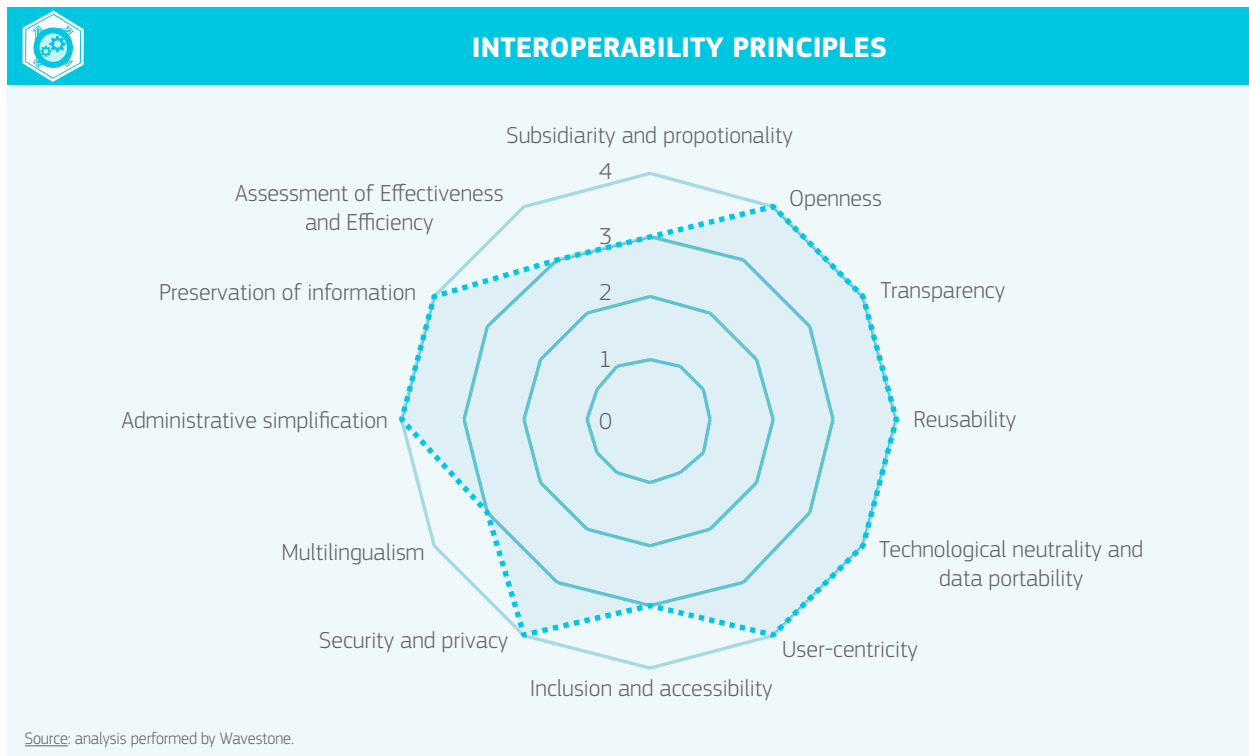 INTEROPERABILITY PRINCIPLES
Subsidiarity and propotionality
4
Assessment of Effectiveness
and Efficiency
Openness
3
Preservation of information
2
Transparency
1
Administrative simplification
0
Reusability
Multilingualism
Technological neutrality and
data portability
Security and privacy
User-centricity
Inclusion and accessibility
Source: analysis performed by Wavestone.